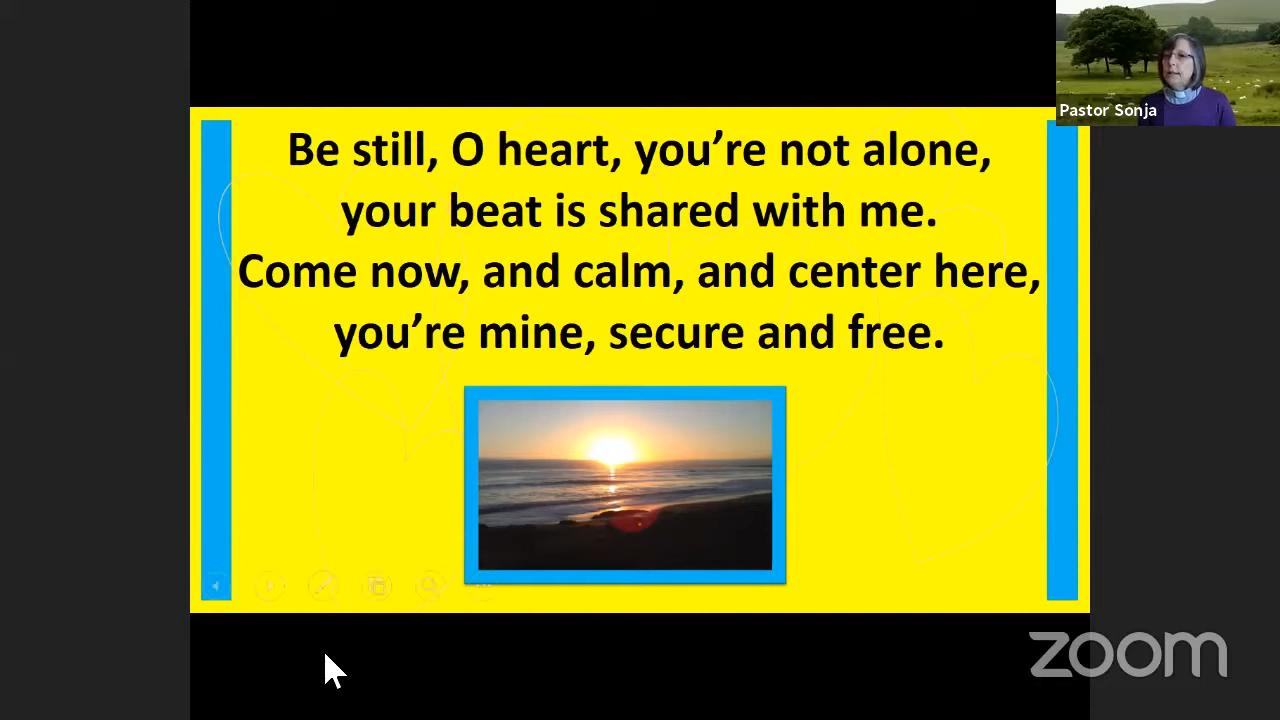 Pastor Sonja
Be still, O heart, you’re not alone,
your beat is shared with me.
Come now, and calm, and center here,
you’re mine, secure and free.
zoom